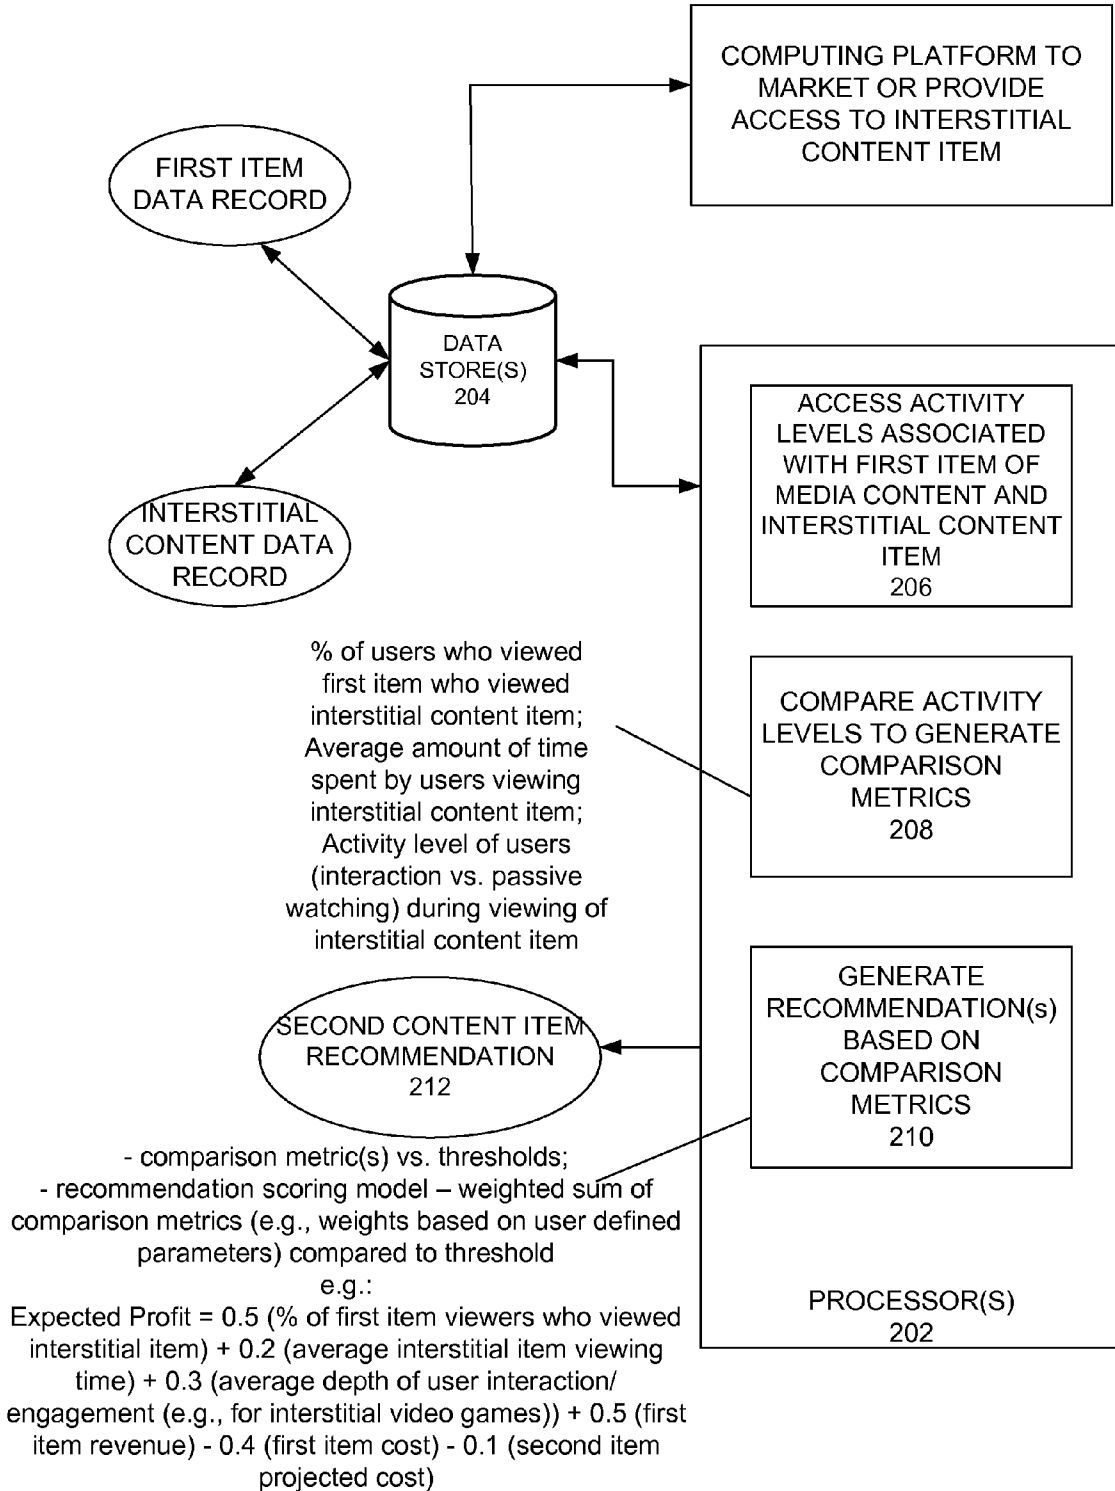 COMPUTING PLATFORM TO
MARKET OR PROVIDE
ACCESS TO INTERSTITIAL
CONTENT ITEM
FIRST ITEM
DATA RECORD
DATA
STORE(S)
204
INTERSTITIAL
CONTENT DATA
RECORD
ACCESS ACTIVITY
LEVELS ASSOCIATED
WITH FIRST ITEM OF
MEDIA CONTENT AND
INTERSTITIAL CONTENT
ITEM
206
% of users who viewed
first item who viewed
interstitial content item;
Average amount of time
spent by users viewing
interstitial content item;
Activity level of users
(interaction vs. passive
watching) during viewing of
interstitial content item
COMPARE ACTIVITY
LEVELS TO GENERATE
COMPARISON
METRICS
208
GENERATE
RECOMMENDATION(s)
BASED ON
COMPARISON
METRICS
210
SECOND CONTENT ITEM
RECOMMENDATION
212
- comparison metric(s) vs. thresholds;
- recommendation scoring model – weighted sum of
comparison metrics (e.g., weights based on user defined
parameters) compared to threshold
e.g.:
Expected Profit = 0.5 (% of first item viewers who viewed
interstitial item) + 0.2 (average interstitial item viewing
time) + 0.3 (average depth of user interaction/
engagement (e.g., for interstitial video games)) + 0.5 (first
item revenue) - 0.4 (first item cost) - 0.1 (second item
projected cost)
PROCESSOR(S)
202